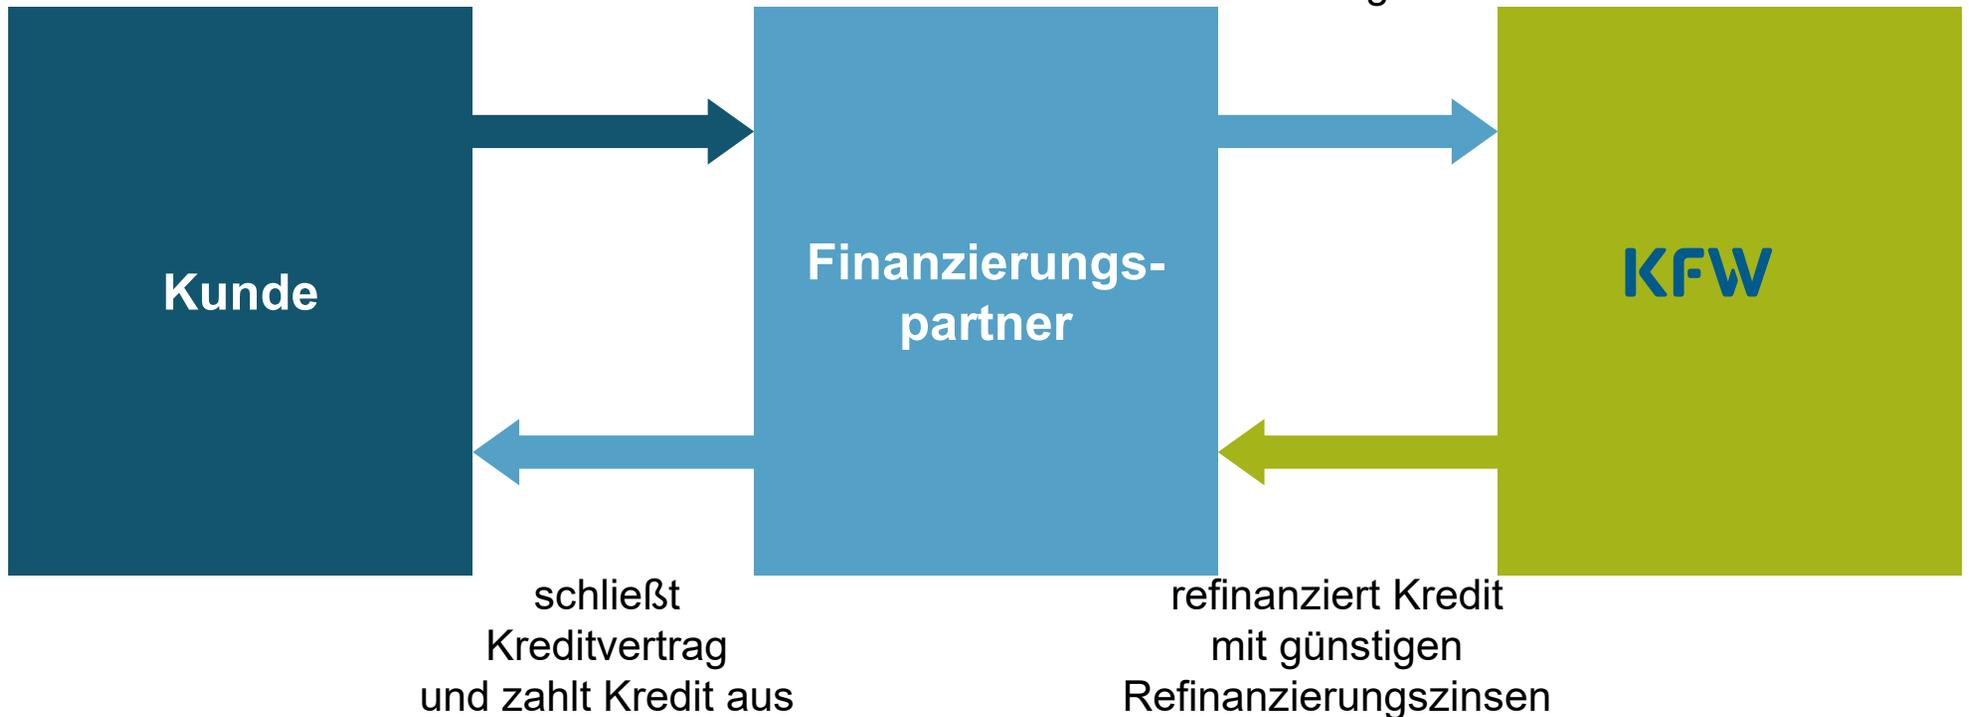 Kunde
Finanzierungs-
partner
KFW
schließt
Kreditvertrag
und zahlt Kredit aus
refinanziert Kredit
mit günstigen
Refinanzierungszinsen